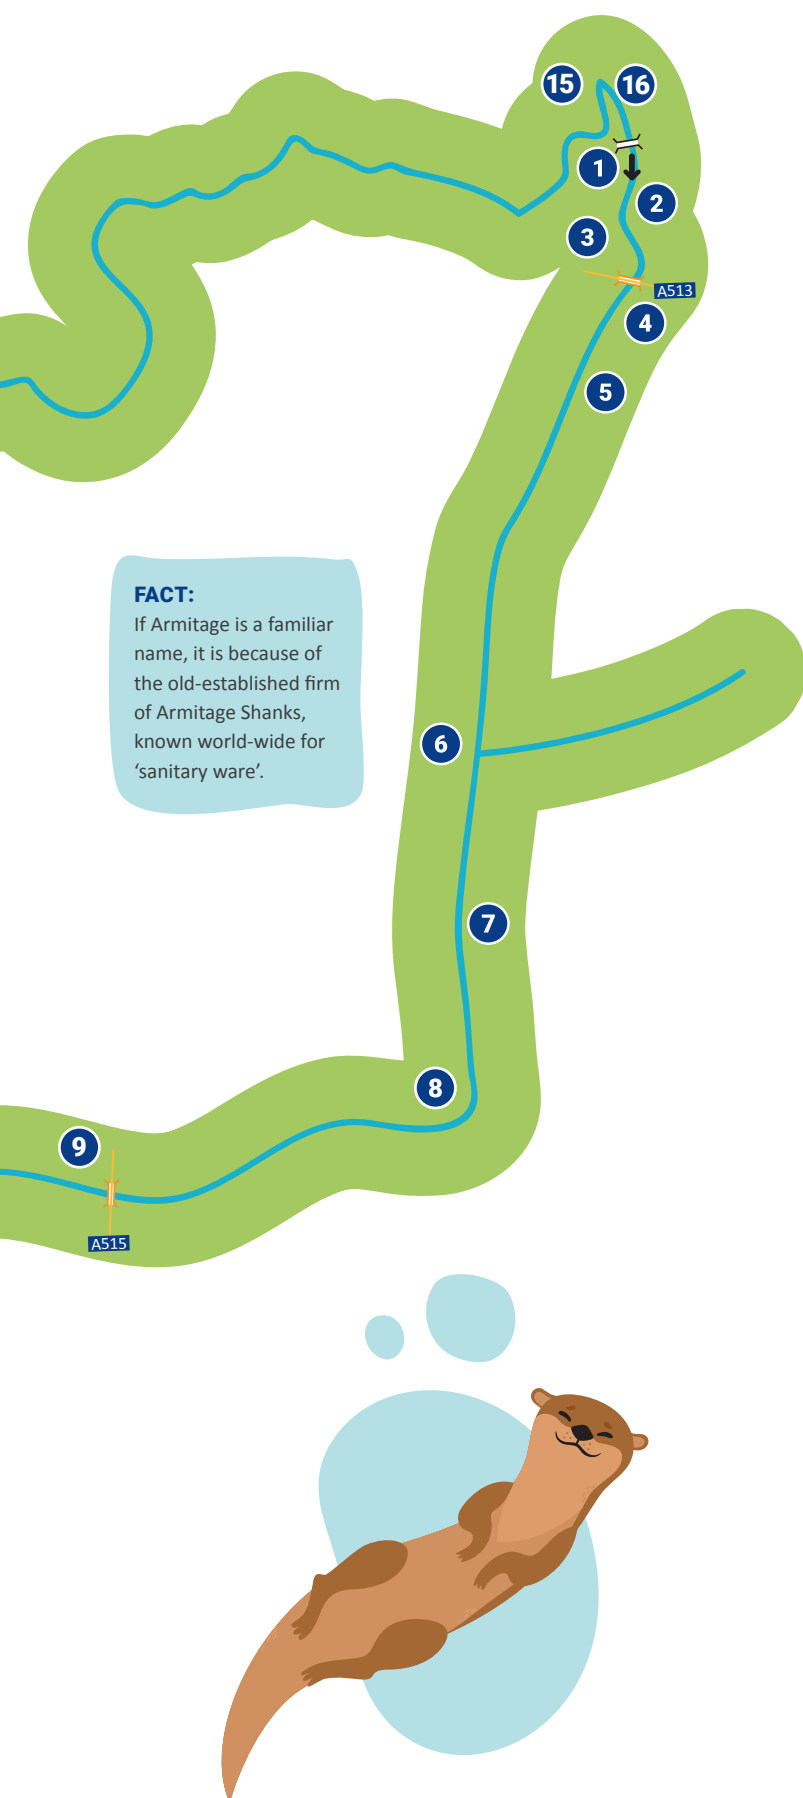 15
16
1
2
3
A513
4
5
FACT:
If Armitage is a familiar
name, it is because of
the old-established firm
of Armitage Shanks,
known world-wide for
‘sanitary ware’.
6
7
8
9
A515